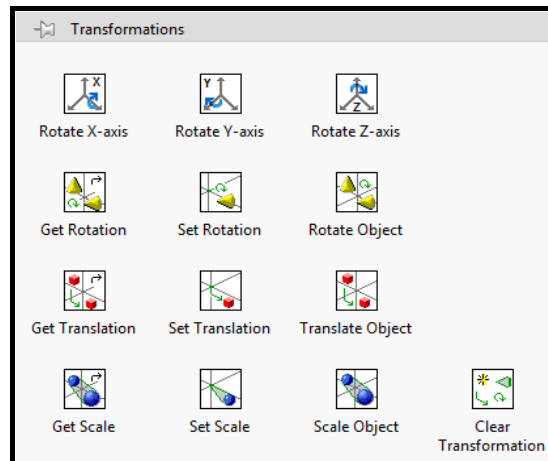 Transformations
X
Y
Z
Rotate X-axis
Rotate Y-axis
Rotate Z-axis
Get Rotation
Set Rotation
Rotate Object
Get Translation
Set Translation
Translate Object
Get Scale
Set Scale
Scale Object
Clear
Transformation